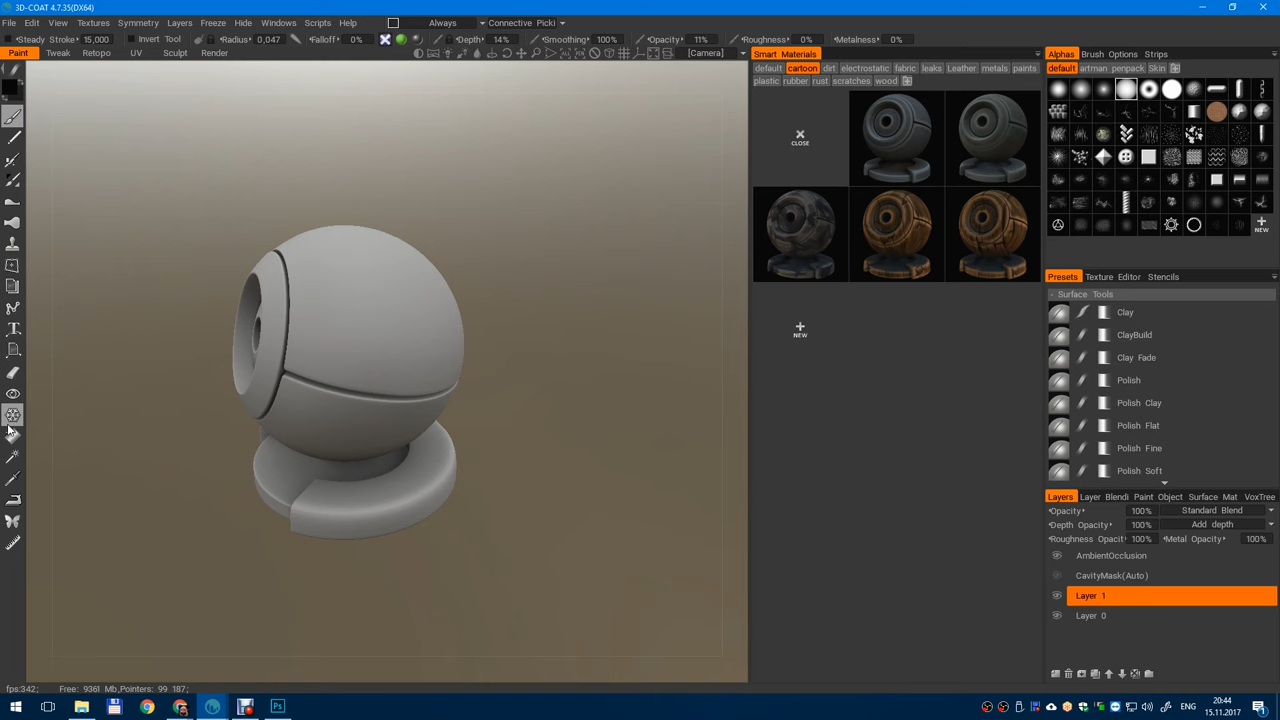 3D-COAT 4.7.35(DX64)
File Edit View Textures Symmetry Layers Freeze Hide Windows Scripts Help Always Connective Picki
Steady Stroke 15,000 Invert Tool Radius 0,047 Falloff 0% Depth 14% Smoothing 100% Opacity 11% Roughness 0% Metalness 0%
Paint Tweak Retopo UV Sculpt Render [Camera]
Smart Materials
default cartoon dirt electrostatic fabric leaks Leather metals paints
plastic rubber rust scratches wood
CLOSE
NEW
Alphas Brush Options Strips
default artman penpack Skin
NEW
Presets Texture Editor Stencils
- Surface Tools
Clay
ClayBuild
Clay Fade
Polish
Polish Clay
Polish Flat
Polish Fine
Polish Soft
Layers Layer Blendi Paint Object Surface Mat VoxTree
Opacity 100% Standard Blend
Depth Opacity 100% Add depth
Roughness Opacit 100% Metal Opacity 100%
AmbientOcclusion
CavityMask(Auto)
Layer 1
Layer 0
fps:342; Free: 9361 Mb,Pointers: 99 187;
Ps
ENG
20:44
15.11.2017